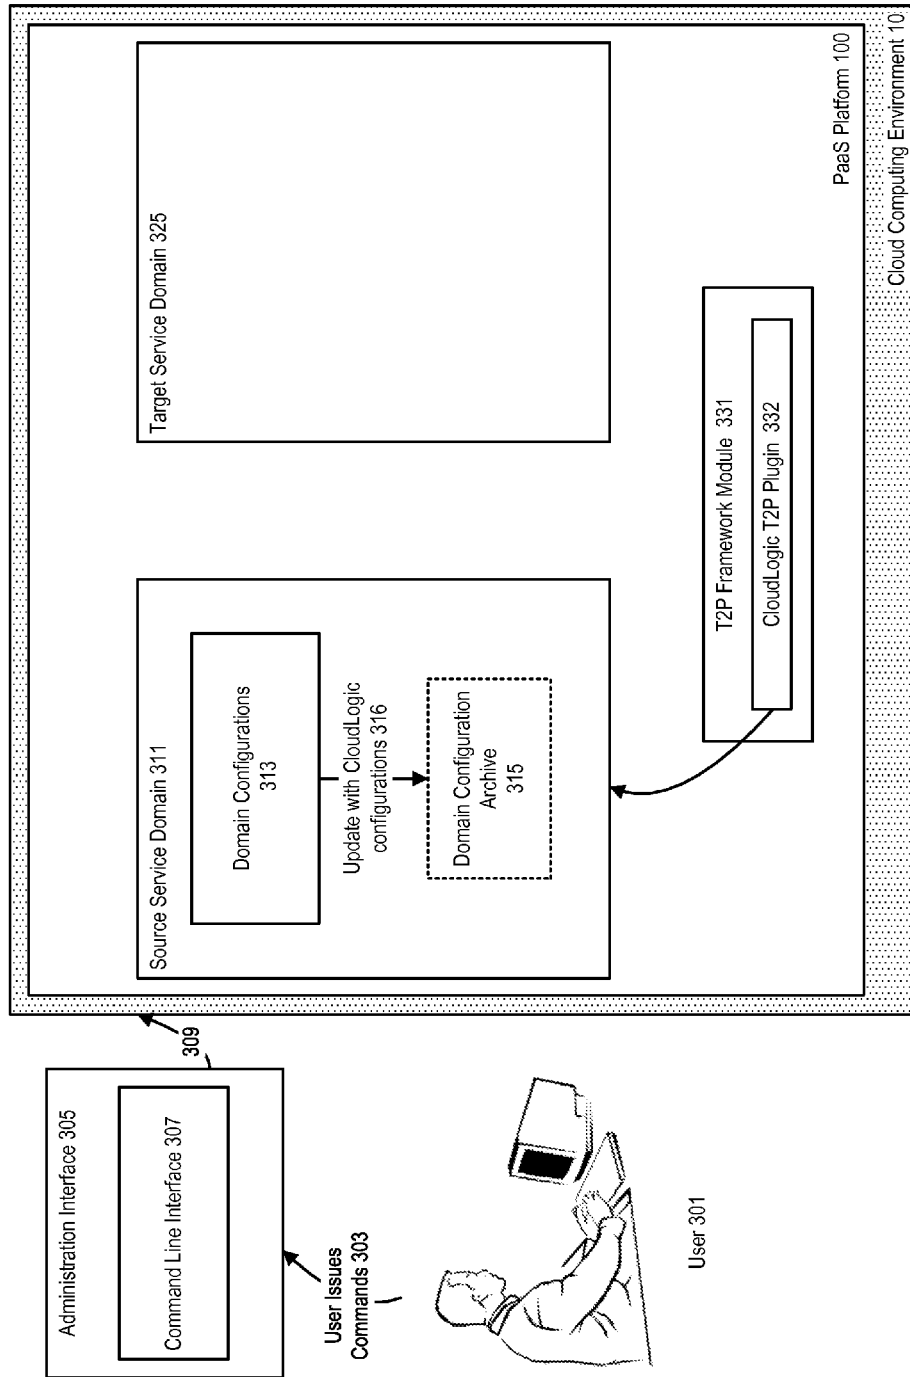 Administration Interface 305
Command Line Interface 307
User Issues
Commands 303
User 301
309
Source Service Domain 311
Domain Configurations
313
Update with CloudLogic
configurations 316
Domain Configuration
Archive
315
Target Service Domain 325
T2P Framework Module 331
CloudLogic T2P Plugin 332
PaaS Platform 100
Cloud Computing Environment 10